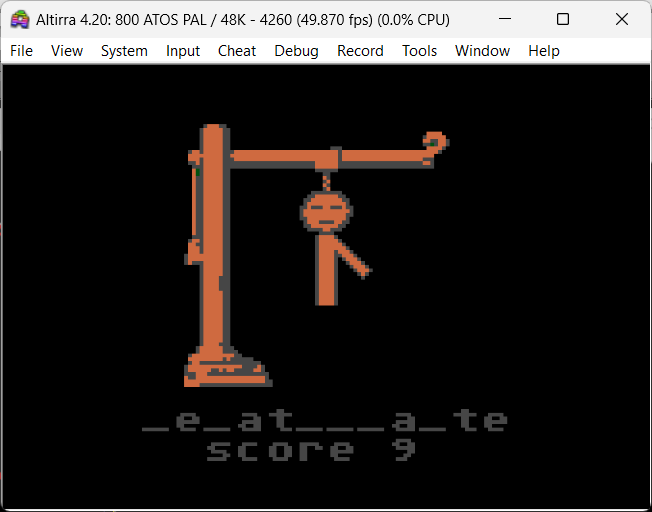 Altirra 4.20: 800 ATOS PAL / 48K - 4260 (49.870 fps) (0.0% CPU)
File View System Input Cheat Debug Record Tools Window Help
_e_at___a_te
score 9